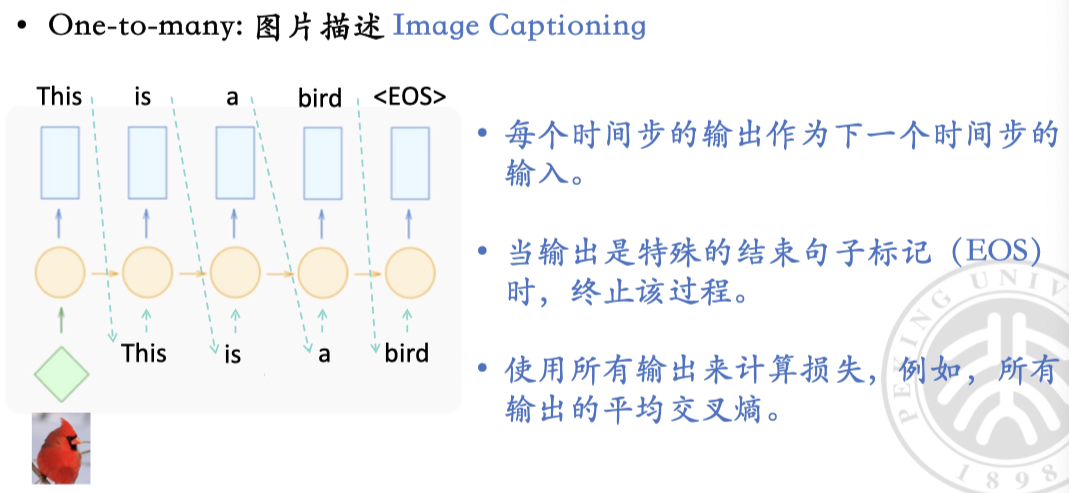 • One-to-many: 图片描述 Image Captioning
This is a bird <EOS>
• 每个时间步的输出作为下一个时间步的
输入。
• 当输出是特殊的结束句子标记（EOS）
时，终止该过程。
This is a bird
• 使用所有输出来计算损失，例如，所有
输出的平均交叉熵。
PEKING UNIV
1898